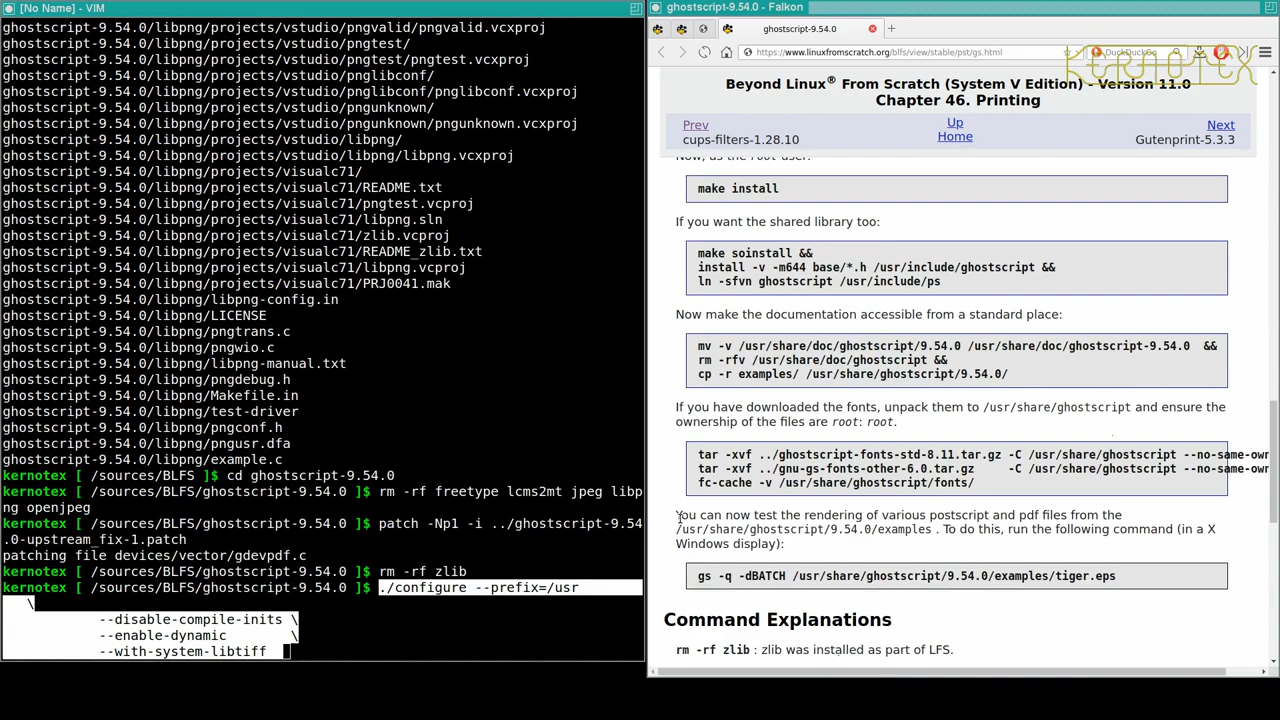 [No Name] - VIM
ghostscript-9.54.0/libpng/projects/vstudio/pngvalid/pngvalid.vcxproj
ghostscript-9.54.0/libpng/projects/vstudio/pngtest/
ghostscript-9.54.0/libpng/projects/vstudio/pngtest/pngtest.vcxproj
ghostscript-9.54.0/libpng/projects/vstudio/pnglibconf/
ghostscript-9.54.0/libpng/projects/vstudio/pnglibconf/pnglibconf.vcxproj
ghostscript-9.54.0/libpng/projects/vstudio/pngunknown/
ghostscript-9.54.0/libpng/projects/vstudio/pngunknown/pngunknown.vcxproj
ghostscript-9.54.0/libpng/projects/vstudio/libpng/
ghostscript-9.54.0/libpng/projects/vstudio/libpng/libpng.vcxproj
ghostscript-9.54.0/libpng/projects/visualc71/
ghostscript-9.54.0/libpng/projects/visualc71/README.txt
ghostscript-9.54.0/libpng/projects/visualc71/pngtest.vcproj
ghostscript-9.54.0/libpng/projects/visualc71/libpng.sln
ghostscript-9.54.0/libpng/projects/visualc71/zlib.vcproj
ghostscript-9.54.0/libpng/projects/visualc71/README_zlib.txt
ghostscript-9.54.0/libpng/projects/visualc71/libpng.vcproj
ghostscript-9.54.0/libpng/projects/visualc71/PRJ0041.mak
ghostscript-9.54.0/libpng/libpng-config.in
ghostscript-9.54.0/libpng/LICENSE
ghostscript-9.54.0/libpng/pngtrans.c
ghostscript-9.54.0/libpng/pngwio.c
ghostscript-9.54.0/libpng/libpng-manual.txt
ghostscript-9.54.0/libpng/pngdebug.h
ghostscript-9.54.0/libpng/Makefile.in
ghostscript-9.54.0/libpng/test-driver
ghostscript-9.54.0/libpng/pngconf.h
ghostscript-9.54.0/libpng/pngusr.dfa
ghostscript-9.54.0/libpng/example.c
kernotex [ /sources/BLFS ]$ cd ghostscript-9.54.0
kernotex [ /sources/BLFS/ghostscript-9.54.0 ]$ rm -rf freetype lcms2mt jpeg libp
ng openjpeg
kernotex [ /sources/BLFS/ghostscript-9.54.0 ]$ patch -Np1 -i ../ghostscript-9.54
.0-upstream_fix-1.patch
patching file devices/vector/gdevpdf.c
kernotex [ /sources/BLFS/ghostscript-9.54.0 ]$ rm -rf zlib
kernotex [ /sources/BLFS/ghostscript-9.54.0 ]$ ./configure --prefix=/usr
\
--disable-compile-inits \
--enable-dynamic \
--with-system-libtiff
ghostscript-9.54.0 - Falkon
ghostscript-9.54.0
https://www.linuxfromscratch.org/blfs/view/stable/pst/gs.html
DuckDuckGo
KERNOTEX
Beyond Linux® From Scratch (System V Edition) - Version 11.0
Chapter 46. Printing
Prev
Up
Next
cups-filters-1.28.10
Home
Gutenprint-5.3.3
Now, as the root user:
make install
If you want the shared library too:
make soinstall &&
install -v -m644 base/*.h /usr/include/ghostscript &&
ln -sfvn ghostscript /usr/include/ps
Now make the documentation accessible from a standard place:
mv -v /usr/share/doc/ghostscript/9.54.0 /usr/share/doc/ghostscript-9.54.0 &&
rm -rfv /usr/share/doc/ghostscript &&
cp -r examples/ /usr/share/ghostscript/9.54.0/
If you have downloaded the fonts, unpack them to /usr/share/ghostscript and ensure the
ownership of the files are root: root.
tar -xvf ../ghostscript-fonts-std-8.11.tar.gz -C /usr/share/ghostscript --no-same-own
tar -xvf ../gnu-gs-fonts-other-6.0.tar.gz -C /usr/share/ghostscript --no-same-own
fc-cache -v /usr/share/ghostscript/fonts/
You can now test the rendering of various postscript and pdf files from the
/usr/share/ghostscript/9.54.0/examples . To do this, run the following command (in a X
Windows display):
gs -q -dBATCH /usr/share/ghostscript/9.54.0/examples/tiger.eps
Command Explanations
rm -rf zlib : zlib was installed as part of LFS.